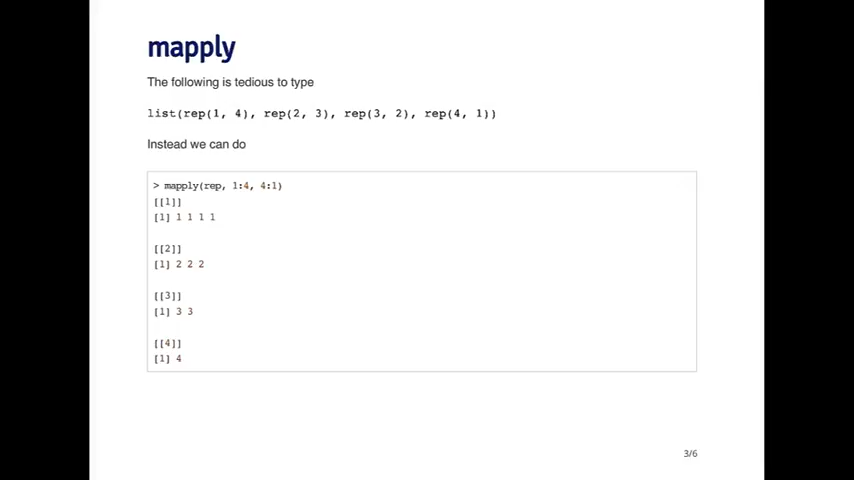 mapply
The following is tedious to type
list(rep(1, 4), rep(2, 3), rep(3, 2), rep(4, 1))
Instead we can do
> mapply(rep, 1:4, 4:1)
[[1]]
[1] 1 1 1 1
[[2]]
[1] 2 2 2
[[3]]
[1] 3 3
[[4]]
[1] 4
3/6